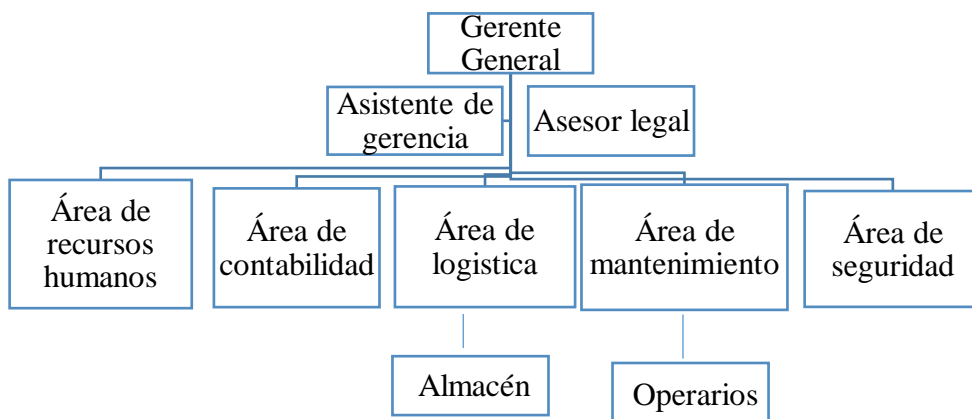 Gerente
General
Asistente de
gerencia
Asesor legal
Área de
recursos
humanos
Área de
contabilidad
Área de
logistica
Área de
mantenimiento
Área de
seguridad
Almacén
Operarios